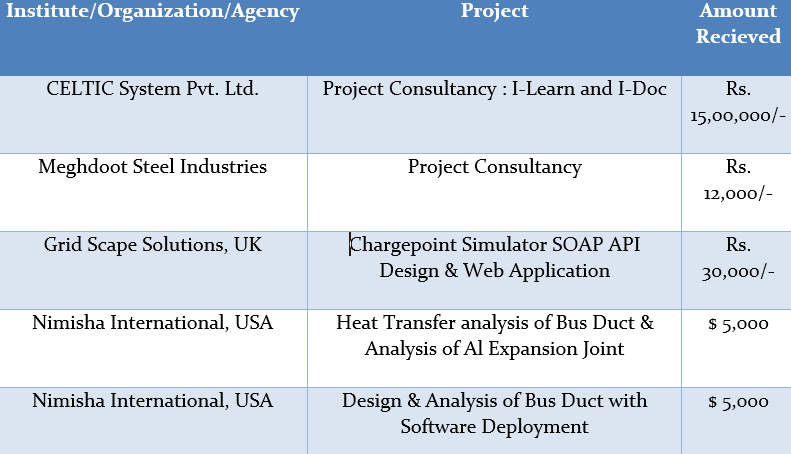 Institute/Organization/Agency Project Amount
Recieved
CELTIC System Pvt. Ltd. Project Consultancy : I-Learn and I-Doc Rs.
15,00,000/-
Meghdoot Steel Industries Project Consultancy Rs.
12,000/-
Grid Scape Solutions, UK Chargepoint Simulator SOAP API Rs.
Design & Web Application 30,000/-
Nimisha International, USA Heat Transfer analysis of Bus Duct & $ 5,000
Analysis of Al Expansion Joint
Nimisha International, USA Design & Analysis of Bus Duct with $ 5,000
Software Deployment